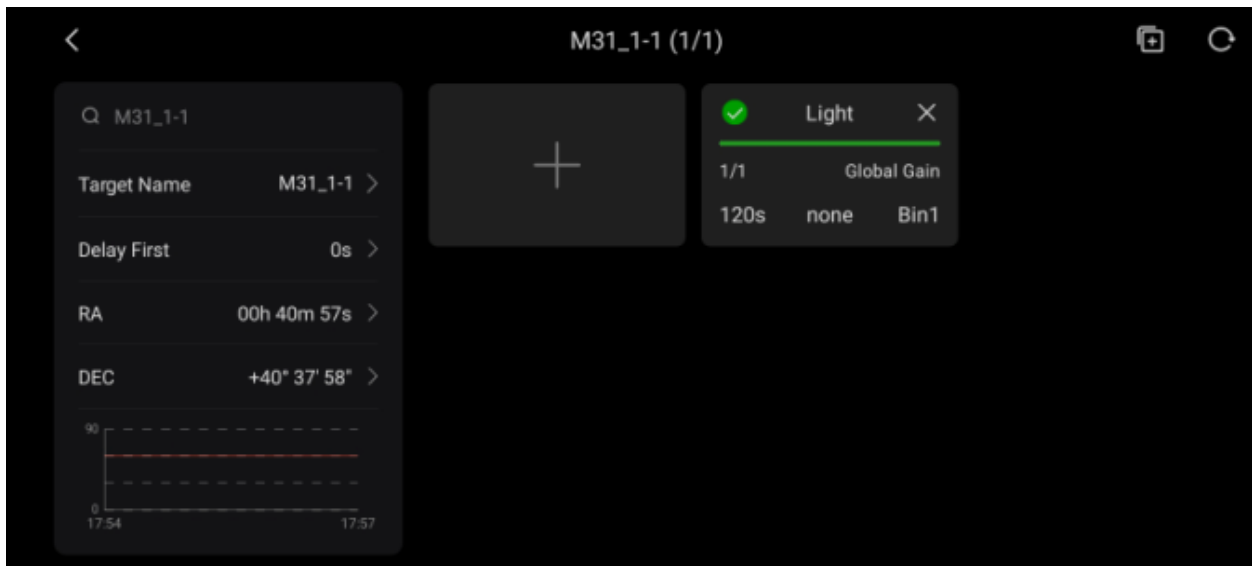 M31_1-1 (1/1)
M31_1-1
Target Name M31_1-1
Delay First 0s
RA 00h 40m 57s
DEC +40° 37' 58"
90
0
17:54 17:57
Light
1/1 Global Gain
120s none Bin1